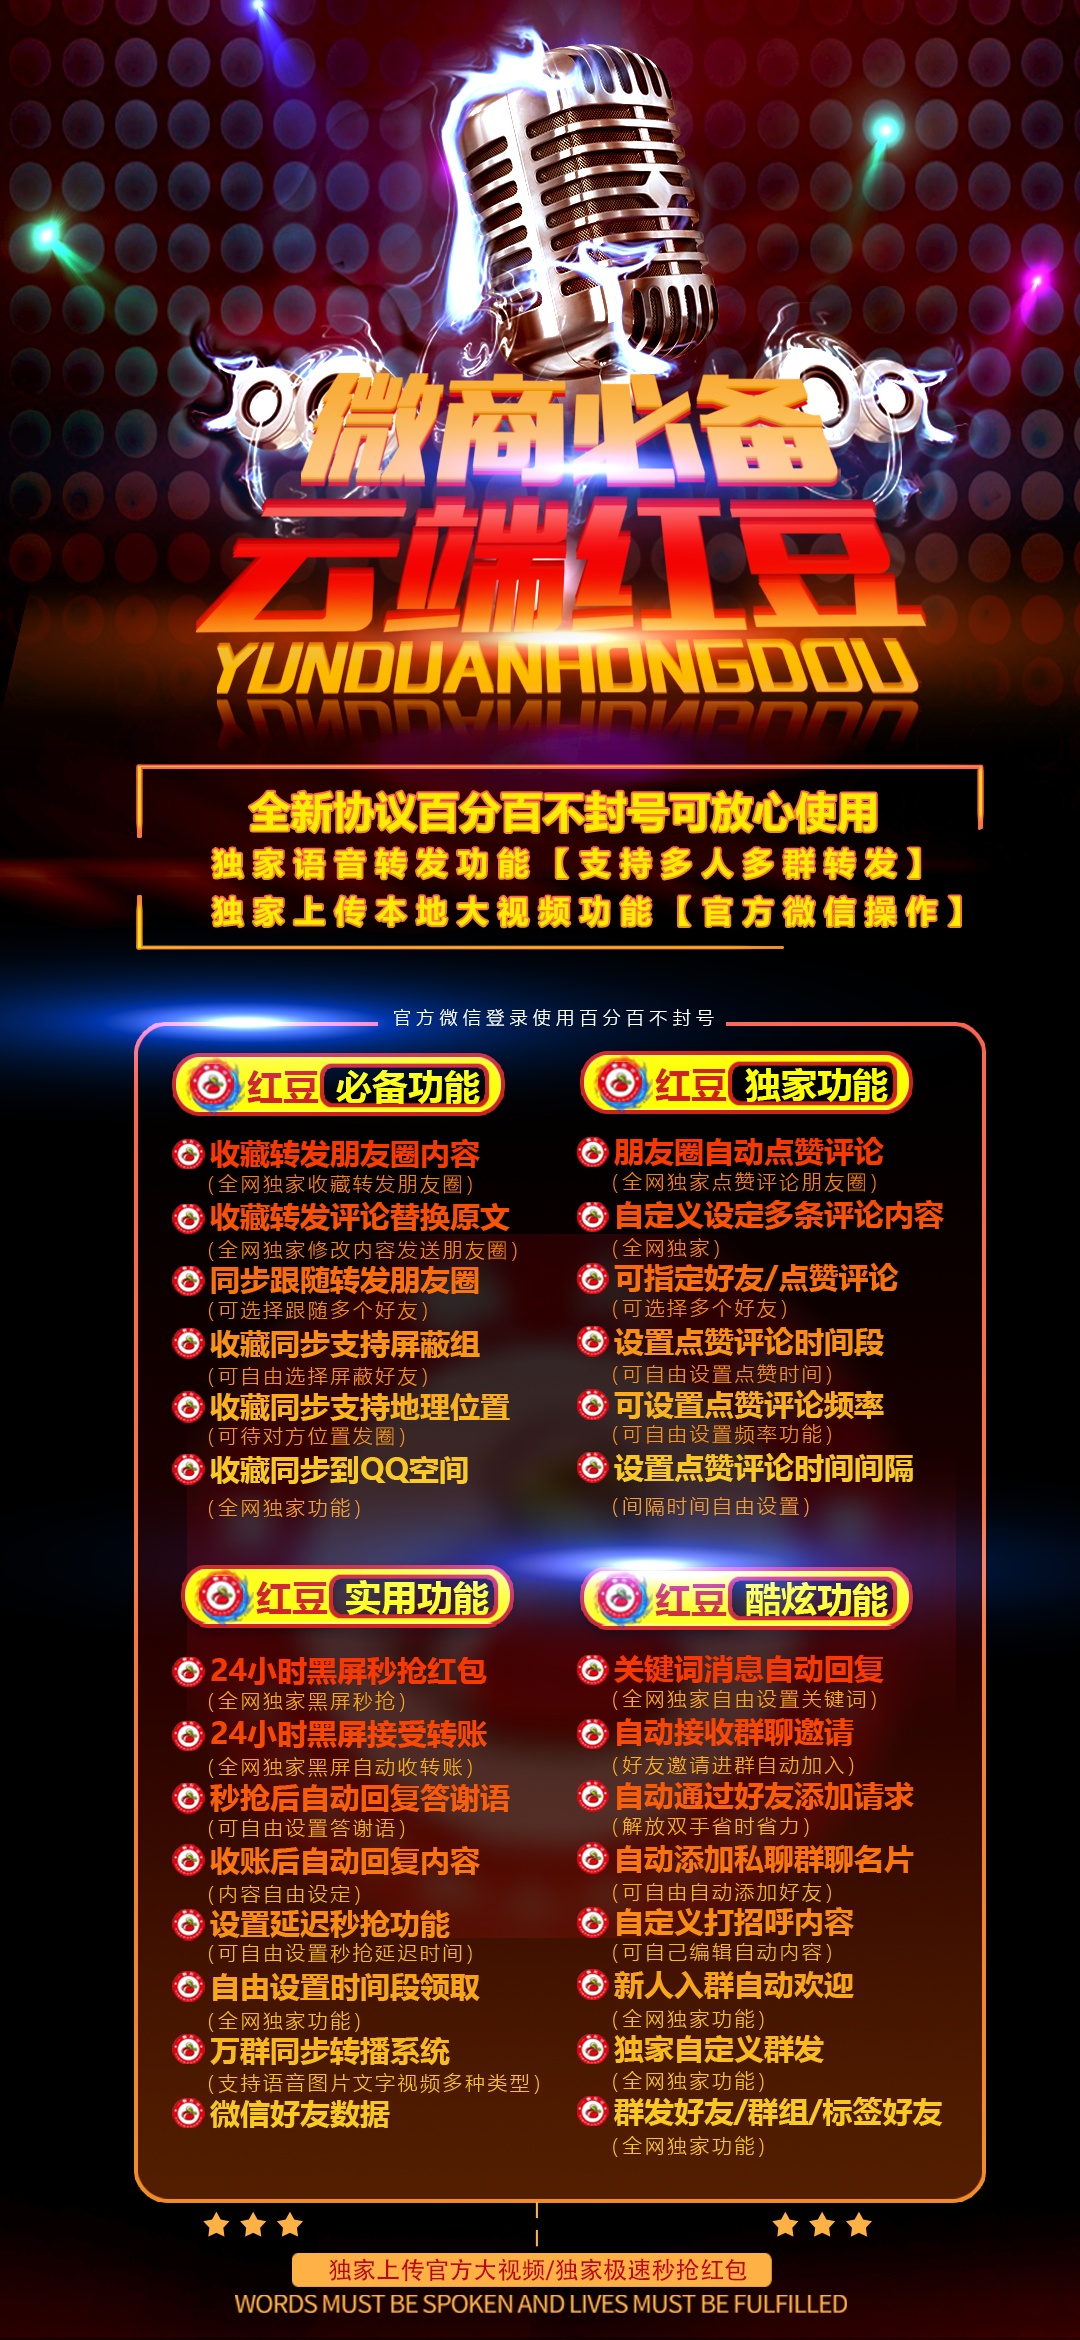 微商必备
云端红豆
YUNDUANHONGDOU
全新协议百分百不封号可放心使用
独家语音转发功能【支持多人多群转发】
独家上传本地大视频功能【官方微信操作】
官方微信登录使用百分百不封号
红豆 必备功能
收藏转发朋友圈内容
(全网独家收藏转发朋友圈)
收藏转发评论替换原文
(全网独家修改内容发送朋友圈)
同步跟随转发朋友圈
(可选择跟随多个好友)
收藏同步支持屏蔽组
(可自由选择屏蔽好友)
收藏同步支持地理位置
(可待对方位置发圈)
收藏同步到QQ空间
(全网独家功能)
红豆 独家功能
朋友圈自动点赞评论
(全网独家点赞评论朋友圈)
自定义设定多条评论内容
(全网独家)
可指定好友/点赞评论
(可选择多个好友)
设置点赞评论时间段
(可自由设置点赞时间)
可设置点赞评论频率
(可自由设置频率功能)
设置点赞评论时间间隔
(间隔时间自由设置)
红豆 实用功能
24小时黑屏秒抢红包
(全网独家黑屏秒抢)
24小时黑屏接受转账
(全网独家黑屏自动收转账)
秒抢后自动回复答谢语
(可自由设置答谢语)
收账后自动回复内容
(内容自由设定)
设置延迟秒抢功能
(可自由设置秒抢延迟时间)
自由设置时间段领取
(全网独家功能)
万群同步转播系统
(支持语音图片文字视频多种类型)
微信好友数据
红豆 酷炫功能
关键词消息自动回复
(全网独家自由设置关键词)
自动接收群聊邀请
(好友邀请进群自动加入)
自动通过好友添加请求
(解放双手省时省力)
自动添加私聊群聊名片
(可自由自动添加好友)
自定义打招呼内容
(可自己编辑自动内容)
新人入群自动欢迎
(全网独家功能)
独家自定义群发
(全网独家功能)
群发好友/群组/标签好友
(全网独家功能)
独家上传官方大视频/独家极速秒抢红包
WORDS MUST BE SPOKEN AND LIVES MUST BE FULFILLED